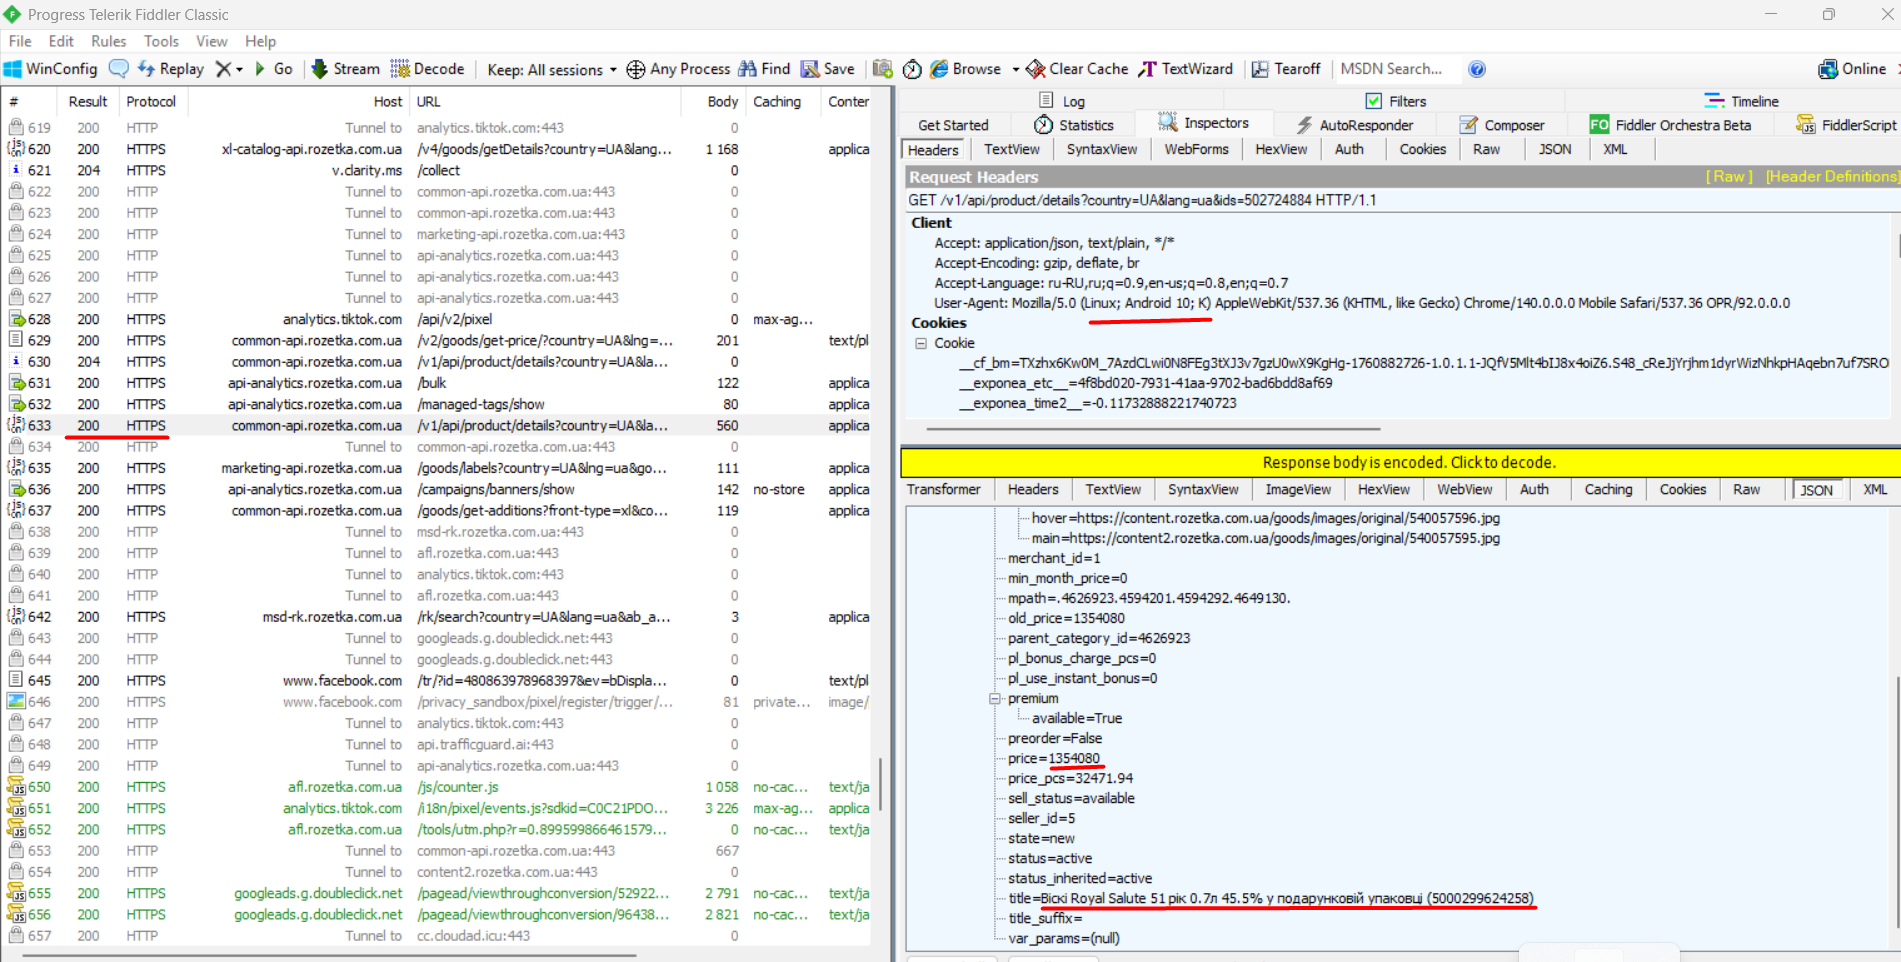 Progress Telerik Fiddler Classic
File Edit Rules Tools View Help
WinConfig Replay Go Stream Decode Keep: All sessions Any Process Find Save Browse Clear Cache TextWizard Tearoff MSDN Search... Online
# Result Protocol Host URL Body Caching Conter
619 200 HTTP Tunnel to analytics.tiktok.com:443 0
620 200 HTTPS xl-catalog-api.rozetka.com.ua /v4/goods/getDetails?country=UA&lang... 1 168 applica
621 204 HTTPS v.clarity.ms /collect 0
622 200 HTTP Tunnel to common-api.rozetka.com.ua:443 0
623 200 HTTP Tunnel to common-api.rozetka.com.ua:443 0
624 200 HTTP Tunnel to marketing-api.rozetka.com.ua:443 0
625 200 HTTP Tunnel to api-analytics.rozetka.com.ua:443 0
626 200 HTTP Tunnel to api-analytics.rozetka.com.ua:443 0
627 200 HTTP Tunnel to api-analytics.rozetka.com.ua:443 0
628 200 HTTPS analytics.tiktok.com /api/v2/pixel 0 max-ag...
629 200 HTTPS common-api.rozetka.com.ua /v2/goods/get-price/?country=UA&lng=... 201 text/pl
630 204 HTTPS common-api.rozetka.com.ua /v1/api/product/details?country=UA&la... 0
631 200 HTTPS api-analytics.rozetka.com.ua /bulk 122 applica
632 200 HTTPS api-analytics.rozetka.com.ua /managed-tags/show 80 applica
633 200 HTTPS common-api.rozetka.com.ua /v1/api/product/details?country=UA&la... 560 applica
634 200 HTTP Tunnel to common-api.rozetka.com.ua:443 0
635 200 HTTPS marketing-api.rozetka.com.ua /goods/labels?country=UA&lng=ua&go... 111 applica
636 200 HTTPS api-analytics.rozetka.com.ua /campaigns/banners/show 142 no-store applica
637 200 HTTPS common-api.rozetka.com.ua /goods/get-additions?front-type=xl&co... 119 applica
638 200 HTTP Tunnel to msd-rk.rozetka.com.ua:443 0
639 200 HTTP Tunnel to afl.rozetka.com.ua:443 0
640 200 HTTP Tunnel to analytics.tiktok.com:443 0
641 200 HTTP Tunnel to afl.rozetka.com.ua:443 0
642 200 HTTPS msd-rk.rozetka.com.ua /rk/search?country=UA&lang=ua&ab_a... 3 applica
643 200 HTTP Tunnel to googleads.g.doubleclick.net:443 0
644 200 HTTP Tunnel to googleads.g.doubleclick.net:443 0
645 200 HTTPS www.facebook.com /tr/?id=480863978968397&ev=bDispla... 0 text/pl
646 200 HTTPS www.facebook.com /privacy_sandbox/pixel/register/trigger/... 81 private... image/
647 200 HTTP Tunnel to analytics.tiktok.com:443 0
648 200 HTTP Tunnel to api.trafficguard.ai:443 0
649 200 HTTP Tunnel to api-analytics.rozetka.com.ua:443 0
650 200 HTTPS afl.rozetka.com.ua /js/counter.js 1 058 no-cac... text/ja
651 200 HTTPS analytics.tiktok.com /i18n/pixel/events.js?sdkid=C0C21PDO... 3 226 max-ag... applica
652 200 HTTPS afl.rozetka.com.ua /tools/utm.php?r=0.899599866461579... 0 no-cac... text/ja
653 200 HTTP Tunnel to common-api.rozetka.com.ua:443 667
654 200 HTTP Tunnel to content2.rozetka.com.ua:443 0
655 200 HTTPS googleads.g.doubleclick.net /pagead/viewthroughconversion/52922... 2 791 no-cac... text/ja
656 200 HTTPS googleads.g.doubleclick.net /pagead/viewthroughconversion/96438... 2 821 no-cac... text/ja
657 200 HTTP Tunnel to cc.cloudad.icu:443 0
Log Filters Timeline
Get Started Statistics Inspectors AutoResponder Composer FO Fiddler Orchestra Beta FiddlerScript
Headers TextView SyntaxView WebForms HexView Auth Cookies Raw JSON XML
Request Headers [ Raw ] [Header Definitions]
GET /v1/api/product/details?country=UA&lang=ua&ids=502724884 HTTP/1.1
Client
Accept: application/json, text/plain, */*
Accept-Encoding: gzip, deflate, br
Accept-Language: ru-RU,ru;q=0.9,en-us;q=0.8,en;q=0.7
User-Agent: Mozilla/5.0 (Linux; Android 10; K) AppleWebKit/537.36 (KHTML, like Gecko) Chrome/140.0.0.0 Mobile Safari/537.36 OPR/92.0.0.0
Cookies
Cookie
__cf_bm=TXzhx6Kw0M_7AzdCLwi0N8FEg3tXJ3v7gzU0wX9KgHg-1760882726-1.0.1.1-JQfV5Mlt4bIJ8x4oiZ6.S48_cReJjYrjhm1dyrWizNhkpHAqebn7uf7SRO
__exponea_etc__=4f8bd020-7931-41aa-9702-bad6bdd8af69
__exponea_time2__=-0.11732888221740723
Response body is encoded. Click to decode.
Transformer Headers TextView SyntaxView ImageView HexView WebView Auth Caching Cookies Raw JSON XML
hover=https://content.rozetka.com.ua/goods/images/original/540057596.jpg
main=https://content2.rozetka.com.ua/goods/images/original/540057595.jpg
merchant_id=1
min_month_price=0
mpath=.4626923.4594201.4594292.4649130.
old_price=1354080
parent_category_id=4626923
pl_bonus_charge_pcs=0
pl_use_instant_bonus=0
premium
available=True
preorder=False
price=1354080
price_pcs=32471.94
sell_status=available
seller_id=5
state=new
status=active
status_inherited=active
title=Віскі Royal Salute 51 рік 0.7л 45.5% у подарунковій упаковці (5000299624258)
title_suffix=
var_params=(null)